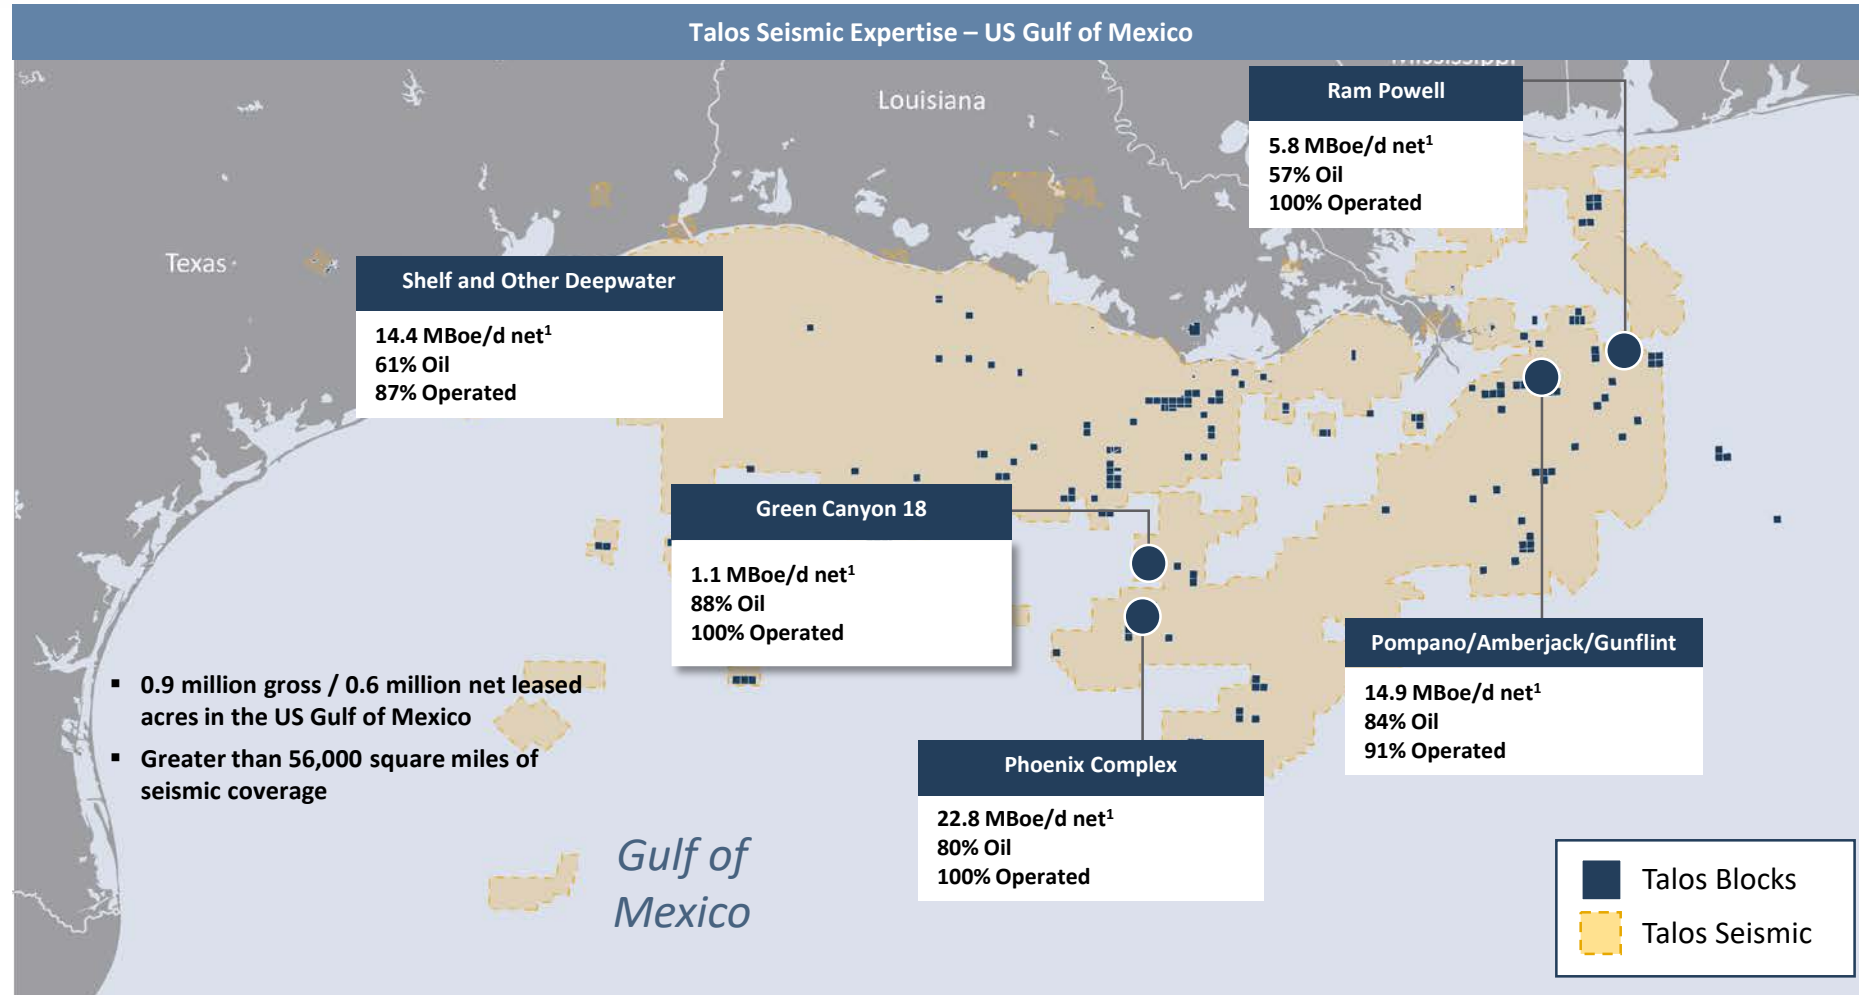 Talos Seismic Expertise – US Gulf of Mexico
Mississippi
Louisiana
Texas
Ram Powell
5.8 MBoe/d net¹
57% Oil
100% Operated
Shelf and Other Deepwater
14.4 MBoe/d net¹
61% Oil
87% Operated
Green Canyon 18
1.1 MBoe/d net¹
88% Oil
100% Operated
Pompano/Amberjack/Gunflint
14.9 MBoe/d net¹
84% Oil
91% Operated
Phoenix Complex
22.8 MBoe/d net¹
80% Oil
100% Operated
▪ 0.9 million gross / 0.6 million net leased
acres in the US Gulf of Mexico
▪ Greater than 56,000 square miles of
seismic coverage
Gulf of
Mexico
Talos Blocks
Talos Seismic